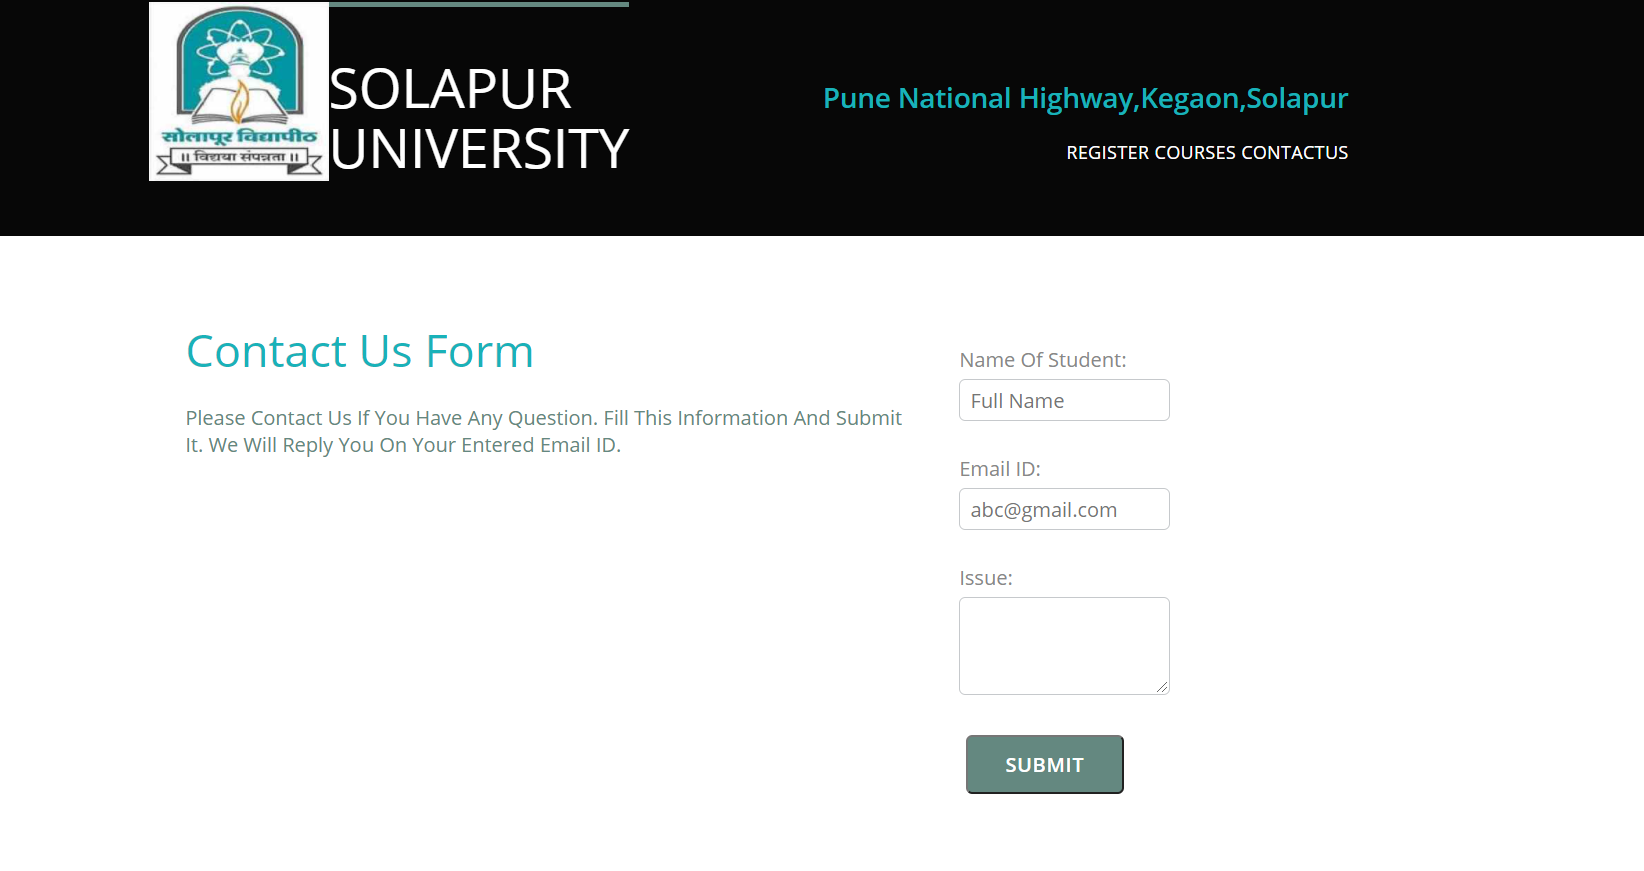 सोलापूर विद्यापीठ
॥ विद्यया संपन्नता ॥
SOLAPUR
UNIVERSITY
Pune National Highway,Kegaon,Solapur
REGISTER COURSES CONTACTUS
Contact Us Form
Please Contact Us If You Have Any Question. Fill This Information And Submit
It. We Will Reply You On Your Entered Email ID.
Name Of Student:
Full Name
Email ID:
abc@gmail.com
Issue:
SUBMIT